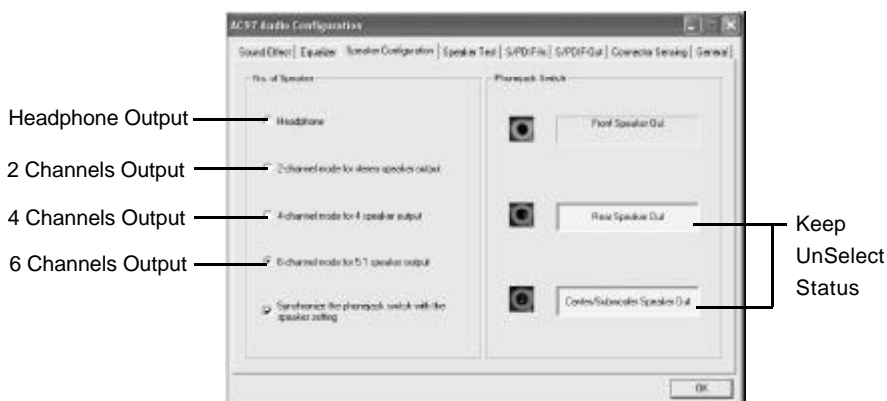 AC97 Audio Configuration
Sound Effect Equalizer Speaker Configuration Speaker Test S/PDIF-In S/PDIF-Out Connector Sensing General
No. of Speaker
Phonejack Switch
Headphone Output
Headphone
Front Speaker Out
2 Channels Output
2-channel mode for stereo speaker output
4 Channels Output
4-channel mode for 4 speaker output
Rear Speaker Out
Keep
UnSelect
Status
6 Channels Output
6-channel mode for 5.1 speaker output
Synchronize the phonejack switch with the
speaker setting
Center/Subwoofer Speaker Out
OK